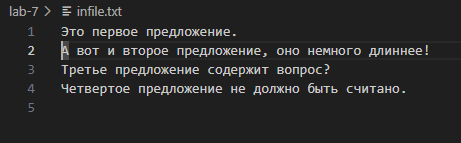 lab-7 > infile.txt
1 Это первое предложение.
2 А вот и второе предложение, оно немного длиннее!
3 Третье предложение содержит вопрос?
4 Четвертое предложение не должно быть считано.
5